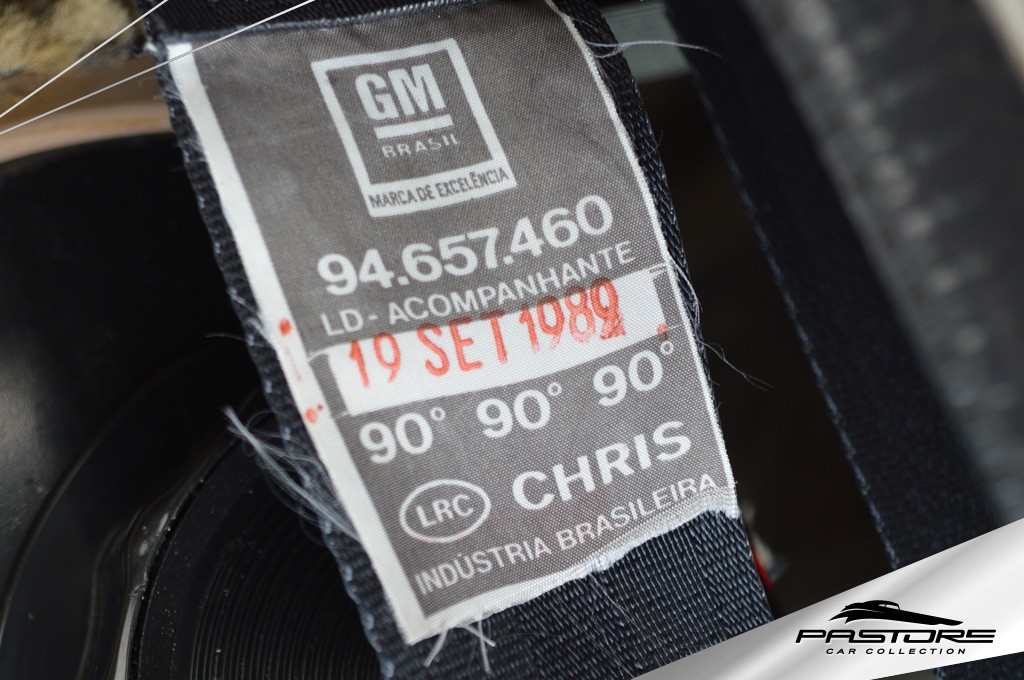 GM
BRASIL
MARCA DE EXCELÊNCIA
94.657.460
LD - ACOMPANHANTE
19 SET 1989
90° 90° 90°
LRC CHRIS
INDÚSTRIA BRASILEIRA
PASTORE
CAR COLLECTION